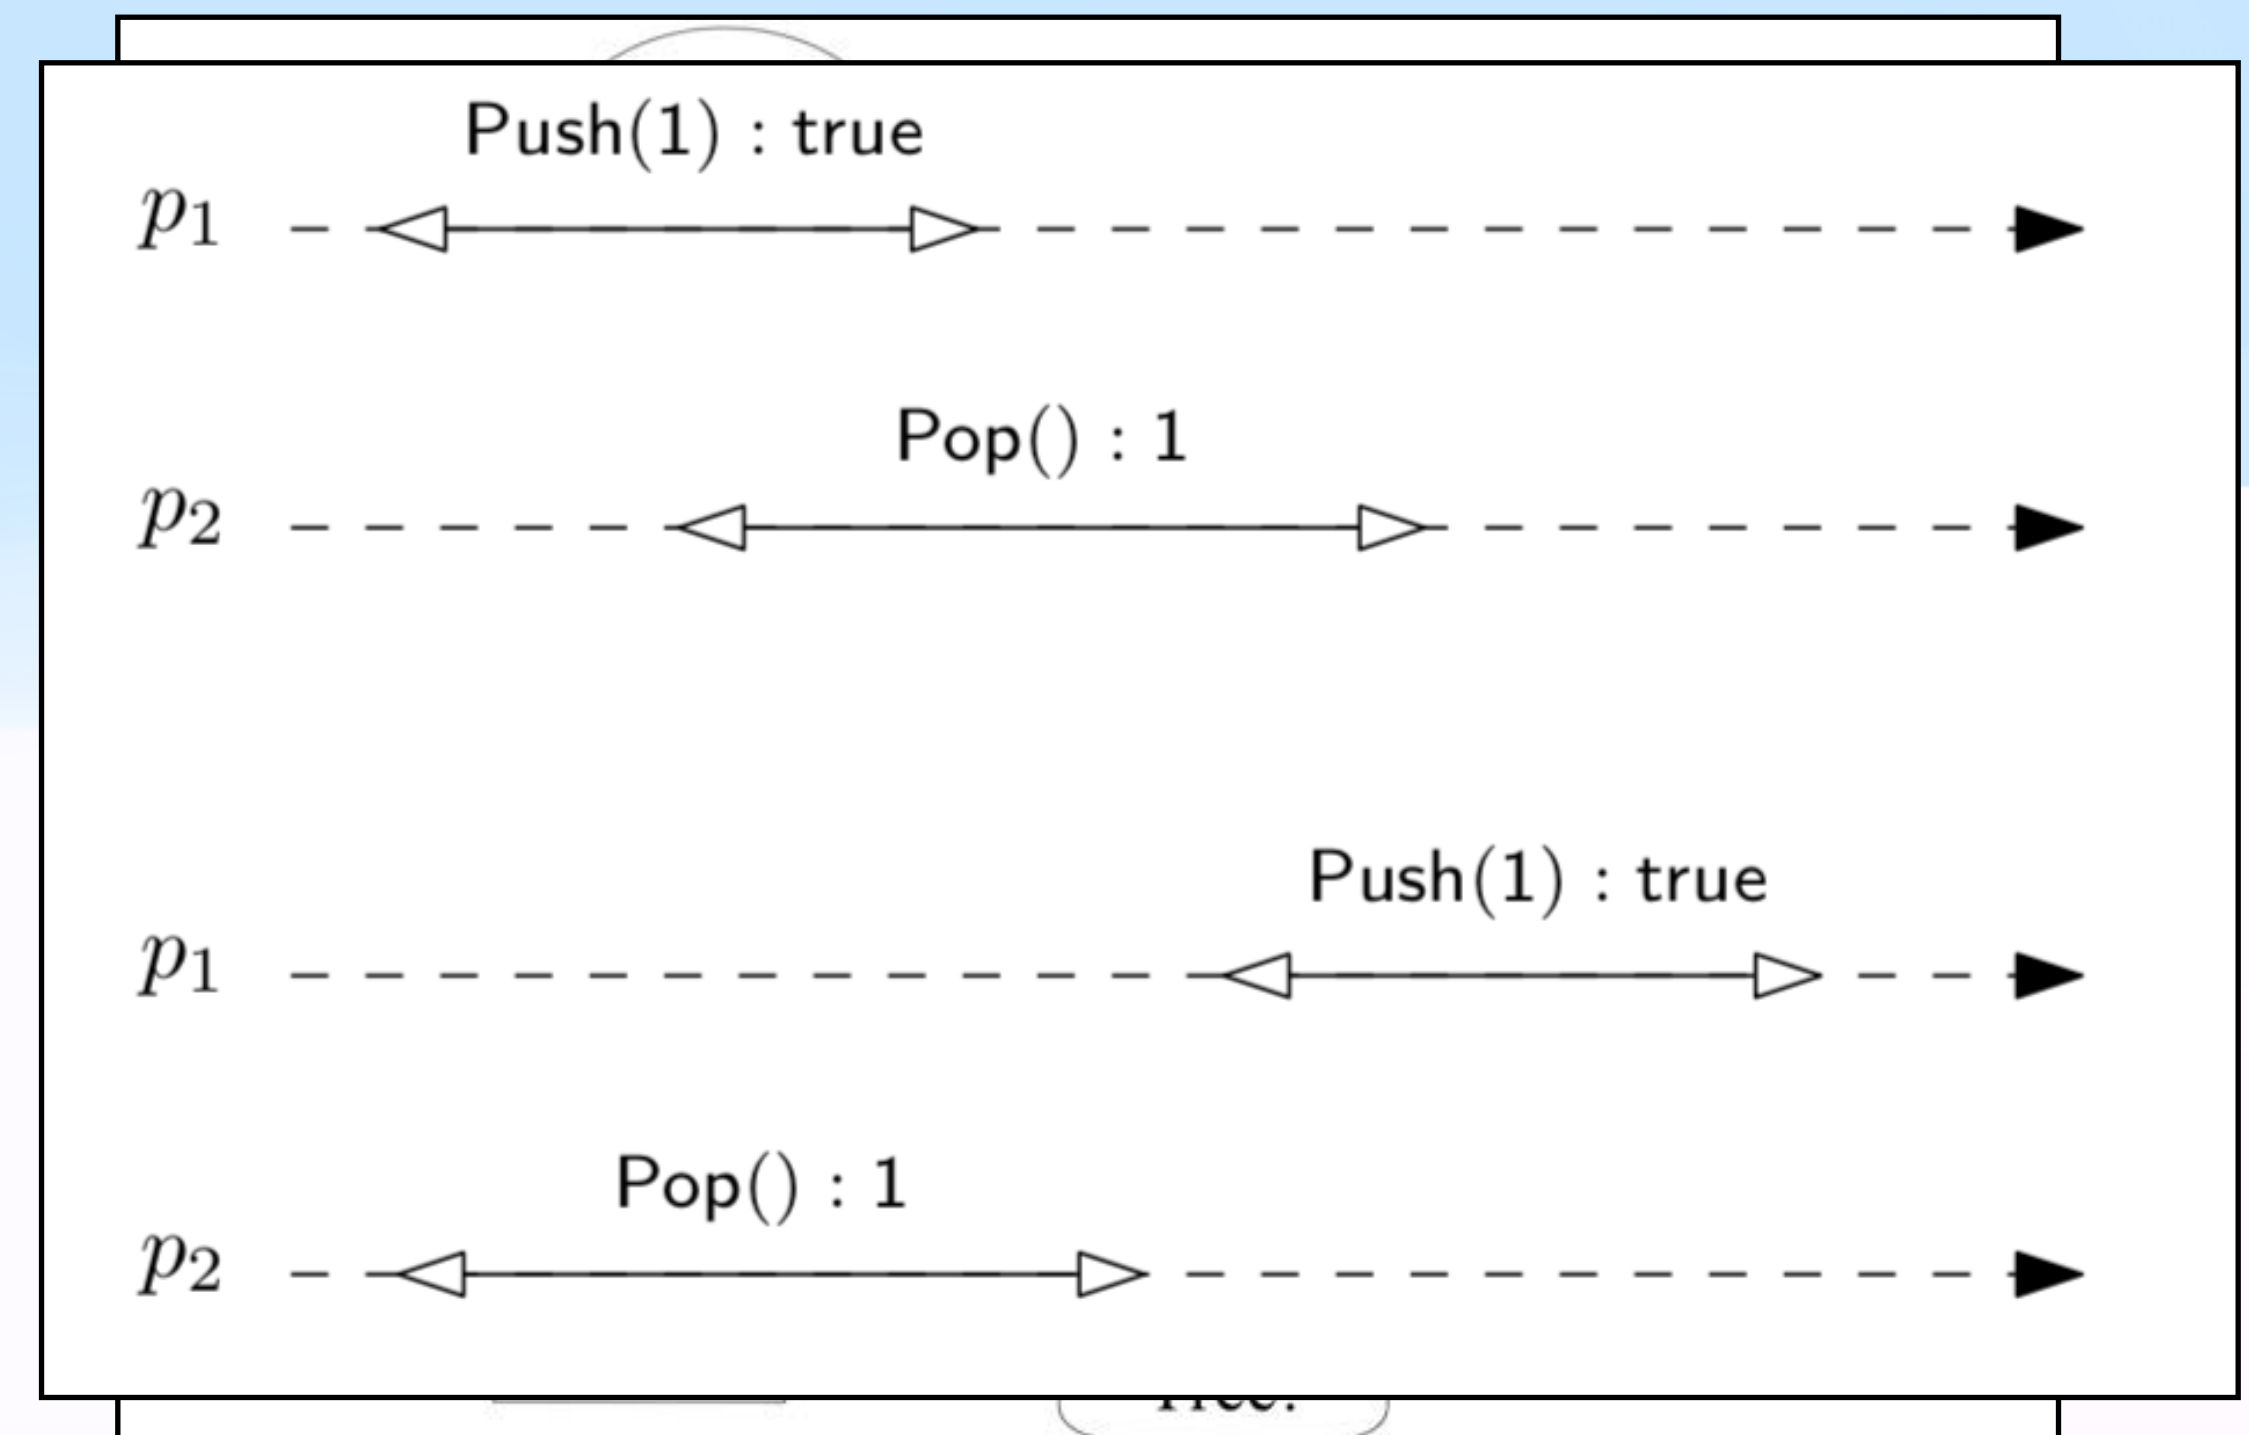 Push(1) : true
p1
Pop() : 1
p2
Push(1) : true
p1
Pop() : 1
p2